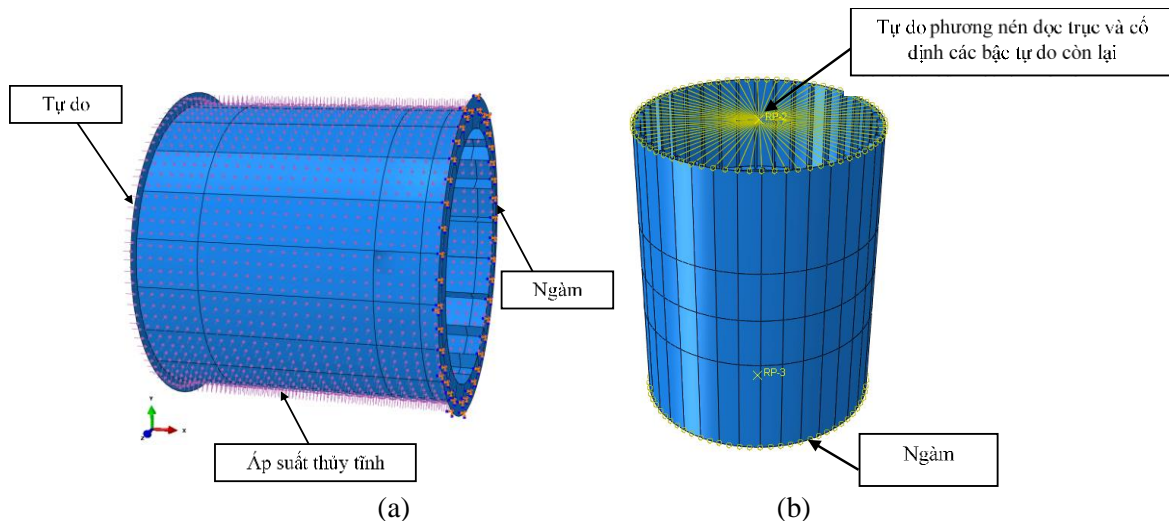 Tự do phương nén dọc trục và cố
định các bậc tự do còn lại
Tự do
RP-2
Ngàm
RP-3
Y
X
Z
Áp suất thủy tĩnh
Ngàm
(a)
(b)